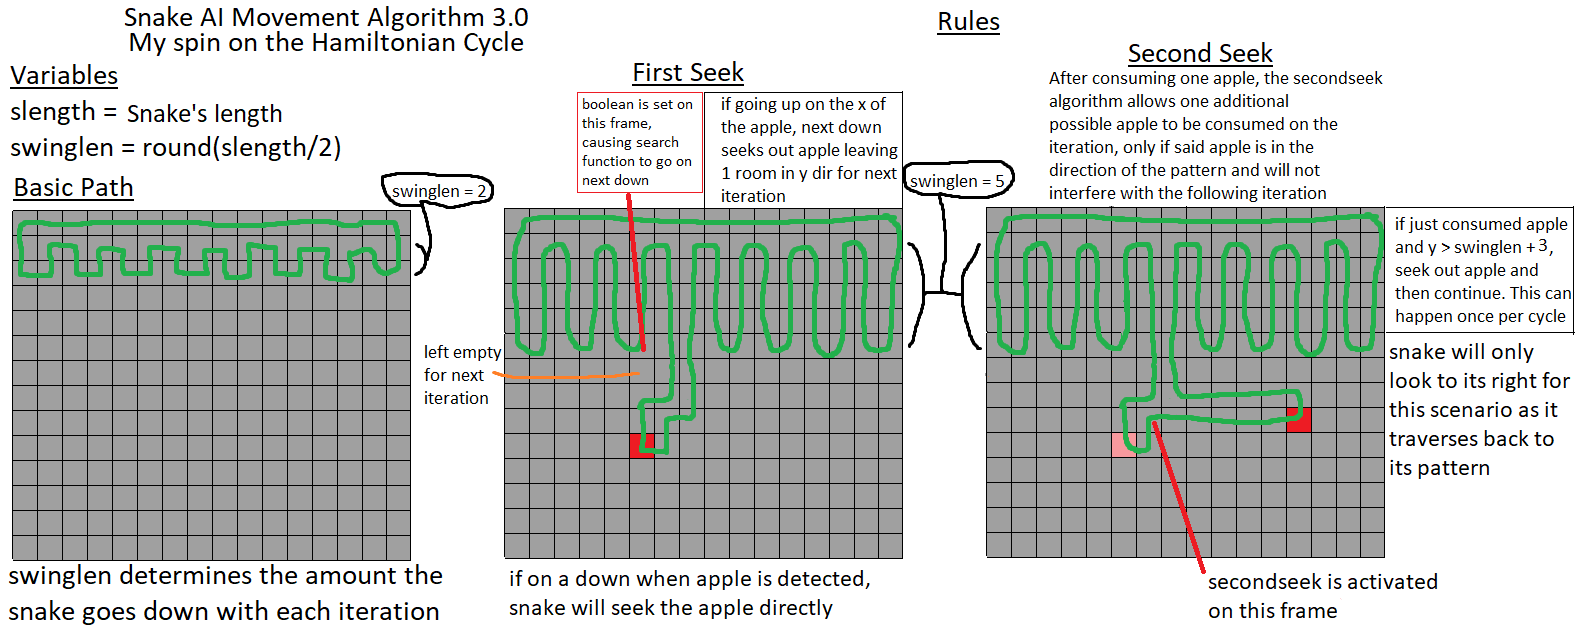 Snake AI Movement Algorithm 3.0
My spin on the Hamiltonian Cycle
Variables
slength = Snake's length
swinglen = round(slength/2)
Basic Path
swinglen = 2
swinglen determines the amount the
snake goes down with each iteration
Rules
First Seek
boolean is set on
this frame,
causing search
function to go on
next down
if going up on the x of
the apple, next down
seeks out apple leaving
1 room in y dir for next
iteration
swinglen = 5
left empty
for next
iteration
if on a down when apple is detected,
snake will seek the apple directly
Second Seek
After consuming one apple, the secondseek
algorithm allows one additional
possible apple to be consumed on the
iteration, only if said apple is in the
direction of the pattern and will not
interfere with the following iteration
if just consumed apple
and y > swinglen + 3,
seek out apple and
then continue. This can
happen once per cycle
snake will only
look to its right for
this scenario as it
traverses back to
its pattern
secondseek is activated
on this frame